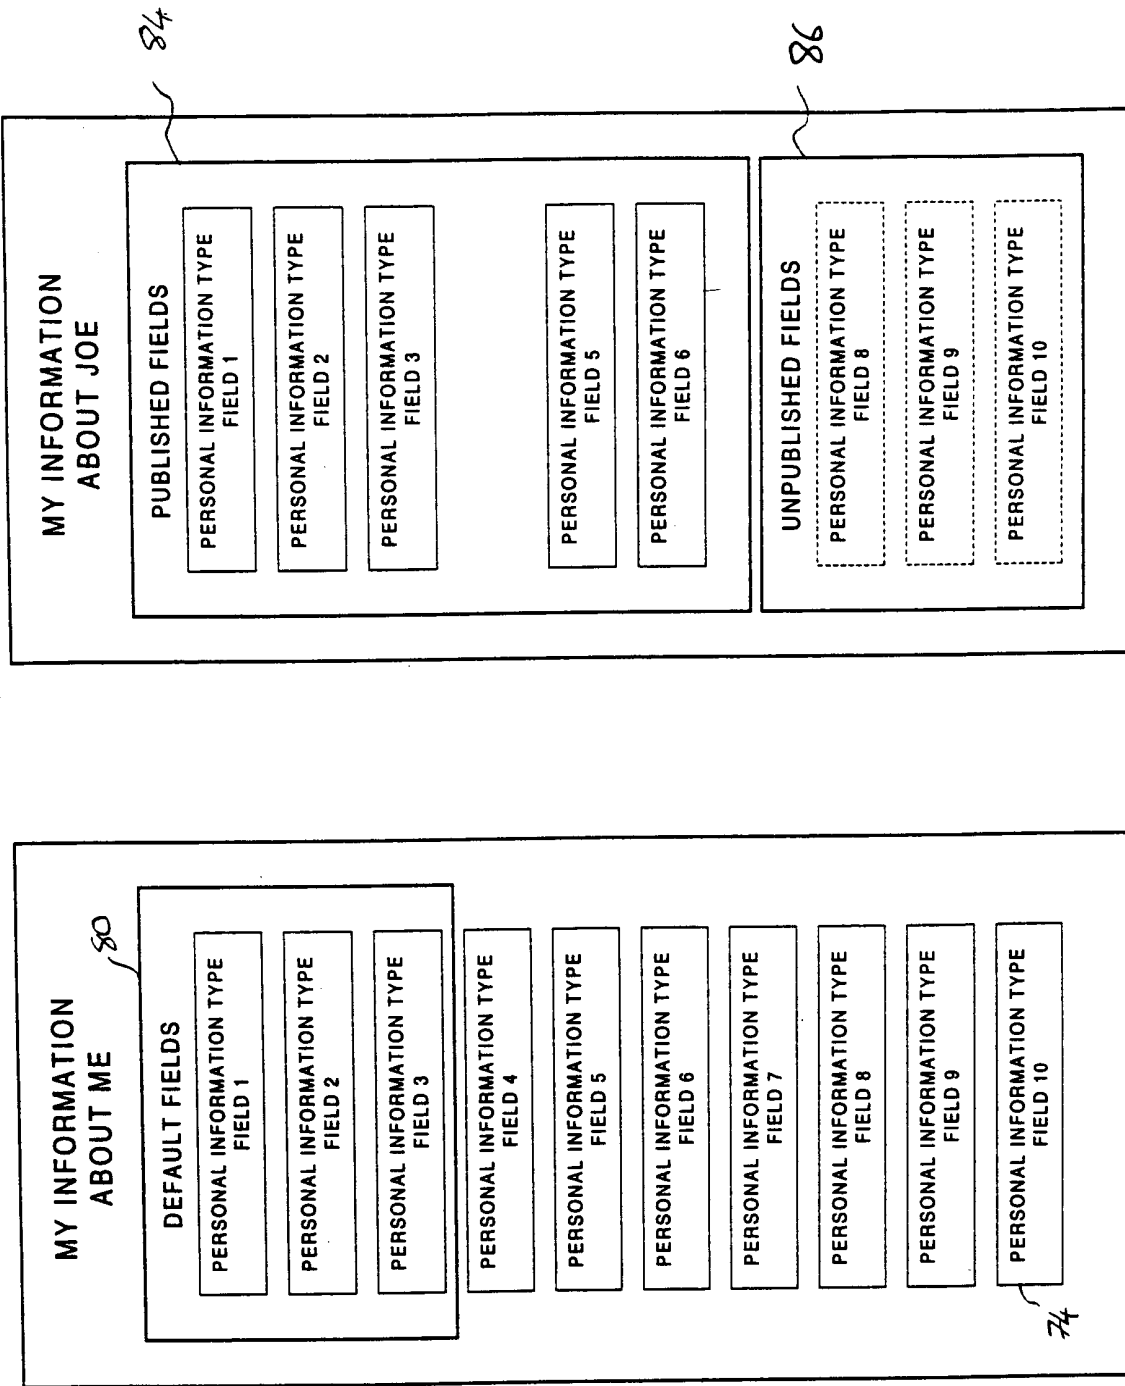 MY INFORMATION
ABOUT ME
80
DEFAULT FIELDS
PERSONAL INFORMATION TYPE
FIELD 1
PERSONAL INFORMATION TYPE
FIELD 2
PERSONAL INFORMATION TYPE
FIELD 3
PERSONAL INFORMATION TYPE
FIELD 4
PERSONAL INFORMATION TYPE
FIELD 5
PERSONAL INFORMATION TYPE
FIELD 6
PERSONAL INFORMATION TYPE
FIELD 7
PERSONAL INFORMATION TYPE
FIELD 8
PERSONAL INFORMATION TYPE
FIELD 9
PERSONAL INFORMATION TYPE
FIELD 10
74
MY INFORMATION
ABOUT JOE
84
PUBLISHED FIELDS
PERSONAL INFORMATION TYPE
FIELD 1
PERSONAL INFORMATION TYPE
FIELD 2
PERSONAL INFORMATION TYPE
FIELD 3
PERSONAL INFORMATION TYPE
FIELD 5
PERSONAL INFORMATION TYPE
FIELD 6
86
UNPUBLISHED FIELDS
PERSONAL INFORMATION TYPE
FIELD 8
PERSONAL INFORMATION TYPE
FIELD 9
PERSONAL INFORMATION TYPE
FIELD 10